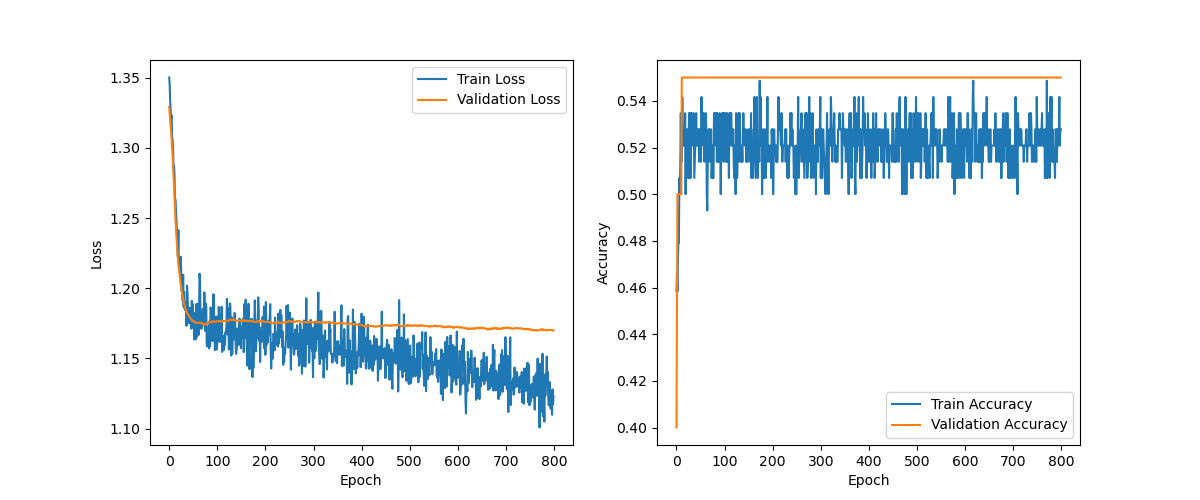 Train Loss
Validation Loss
1.35
1.30
1.25
1.20
1.15
1.10
Loss
0 100 200 300 400 500 600 700 800
Epoch
0.54
0.52
0.50
0.48
0.46
0.44
0.42
0.40
Accuracy
Train Accuracy
Validation Accuracy
0 100 200 300 400 500 600 700 800
Epoch